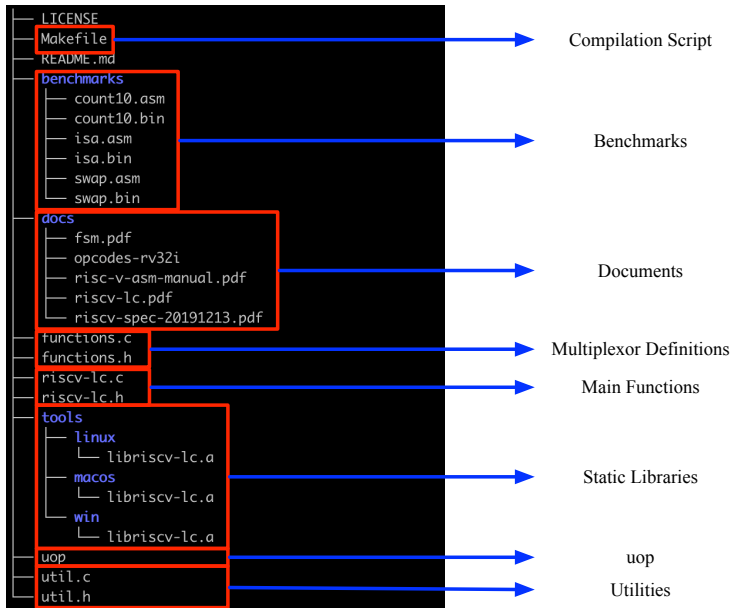 LICENSE
Makefile Compilation Script
README.md
benchmarks
count10.asm
count10.bin
isa.asm Benchmarks
isa.bin
swap.asm
swap.bin
docs
fsm.pdf
opcodes-rv32i
risc-v-asm-manual.pdf Documents
riscv-lc.pdf
riscv-spec-20191213.pdf
functions.c
functions.h Multiplexor Definitions
riscv-lc.c Main Functions
riscv-lc.h
tools
linux
libriscv-lc.a
macos Static Libraries
libriscv-lc.a
win
libriscv-lc.a
uop uop
util.c Utilities
util.h